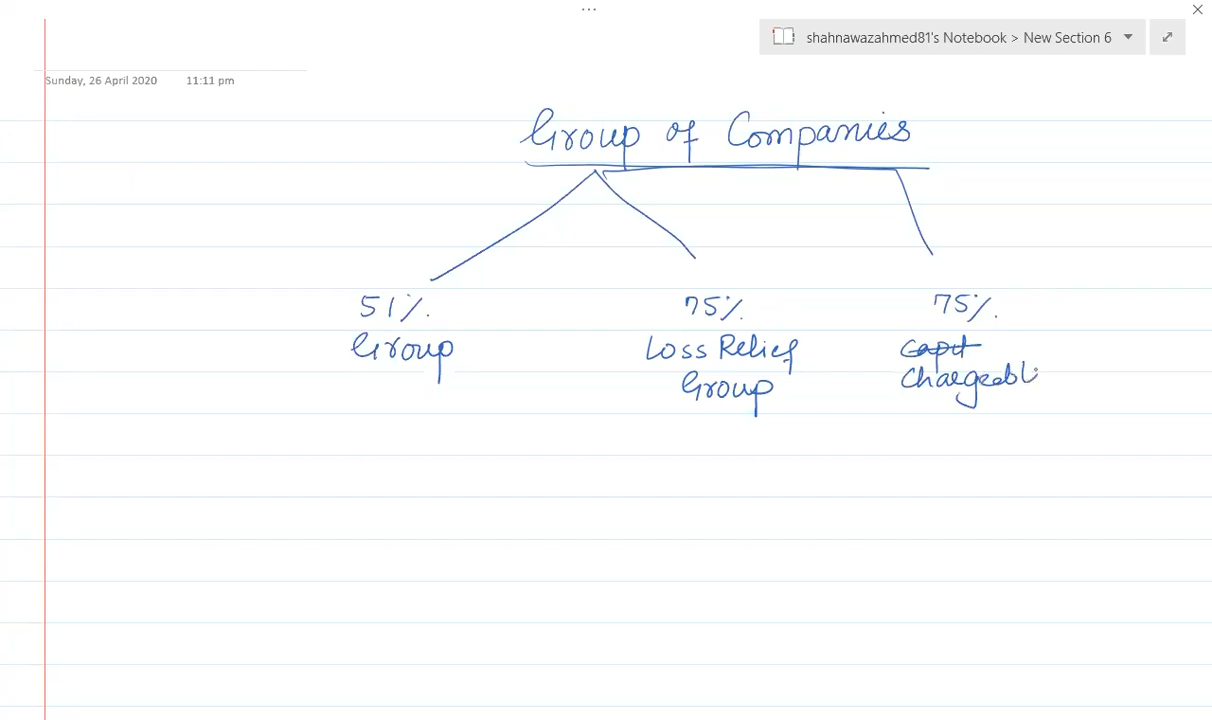 ...
shahnawazahmed81's Notebook > New Section 6
Sunday, 26 April 2020 11:11 pm
Group of Companies
51%. 75%. 75%.
Group Loss Relief Capit
Group Chargeabl